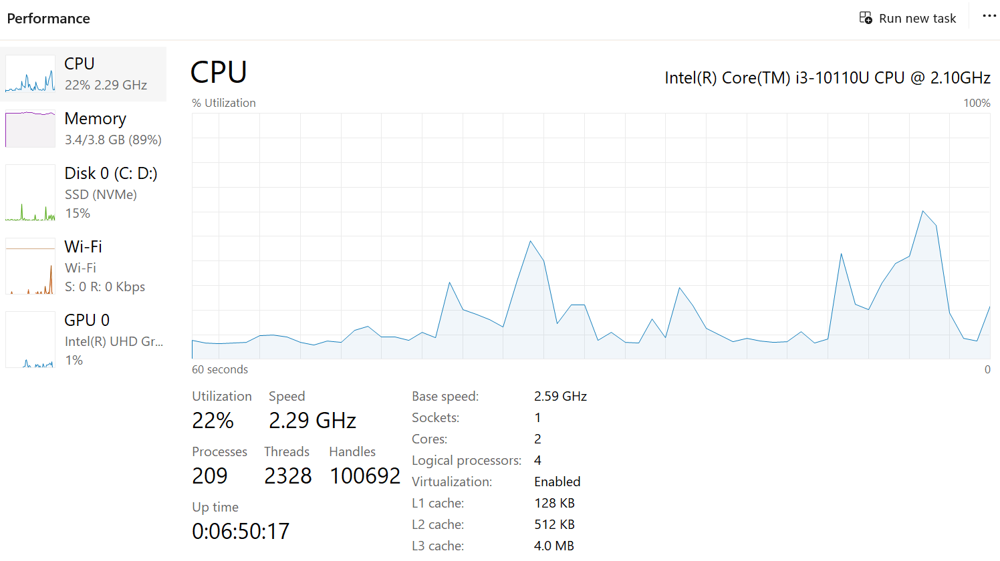 Performance
Run new task
CPU
22% 2.29 GHz
Memory
3.4/3.8 GB (89%)
Disk 0 (C: D:)
SSD (NVMe)
15%
Wi-Fi
Wi-Fi
S: 0 R: 0 Kbps
GPU 0
Intel(R) UHD Gr...
1%
CPU
Intel(R) Core(TM) i3-10110U CPU @ 2.10GHz
% Utilization
100%
60 seconds
0
Utilization Speed
22% 2.29 GHz
Processes Threads Handles
209 2328 100692
Up time
0:06:50:17
Base speed: 2.59 GHz
Sockets: 1
Cores: 2
Logical processors: 4
Virtualization: Enabled
L1 cache: 128 KB
L2 cache: 512 KB
L3 cache: 4.0 MB